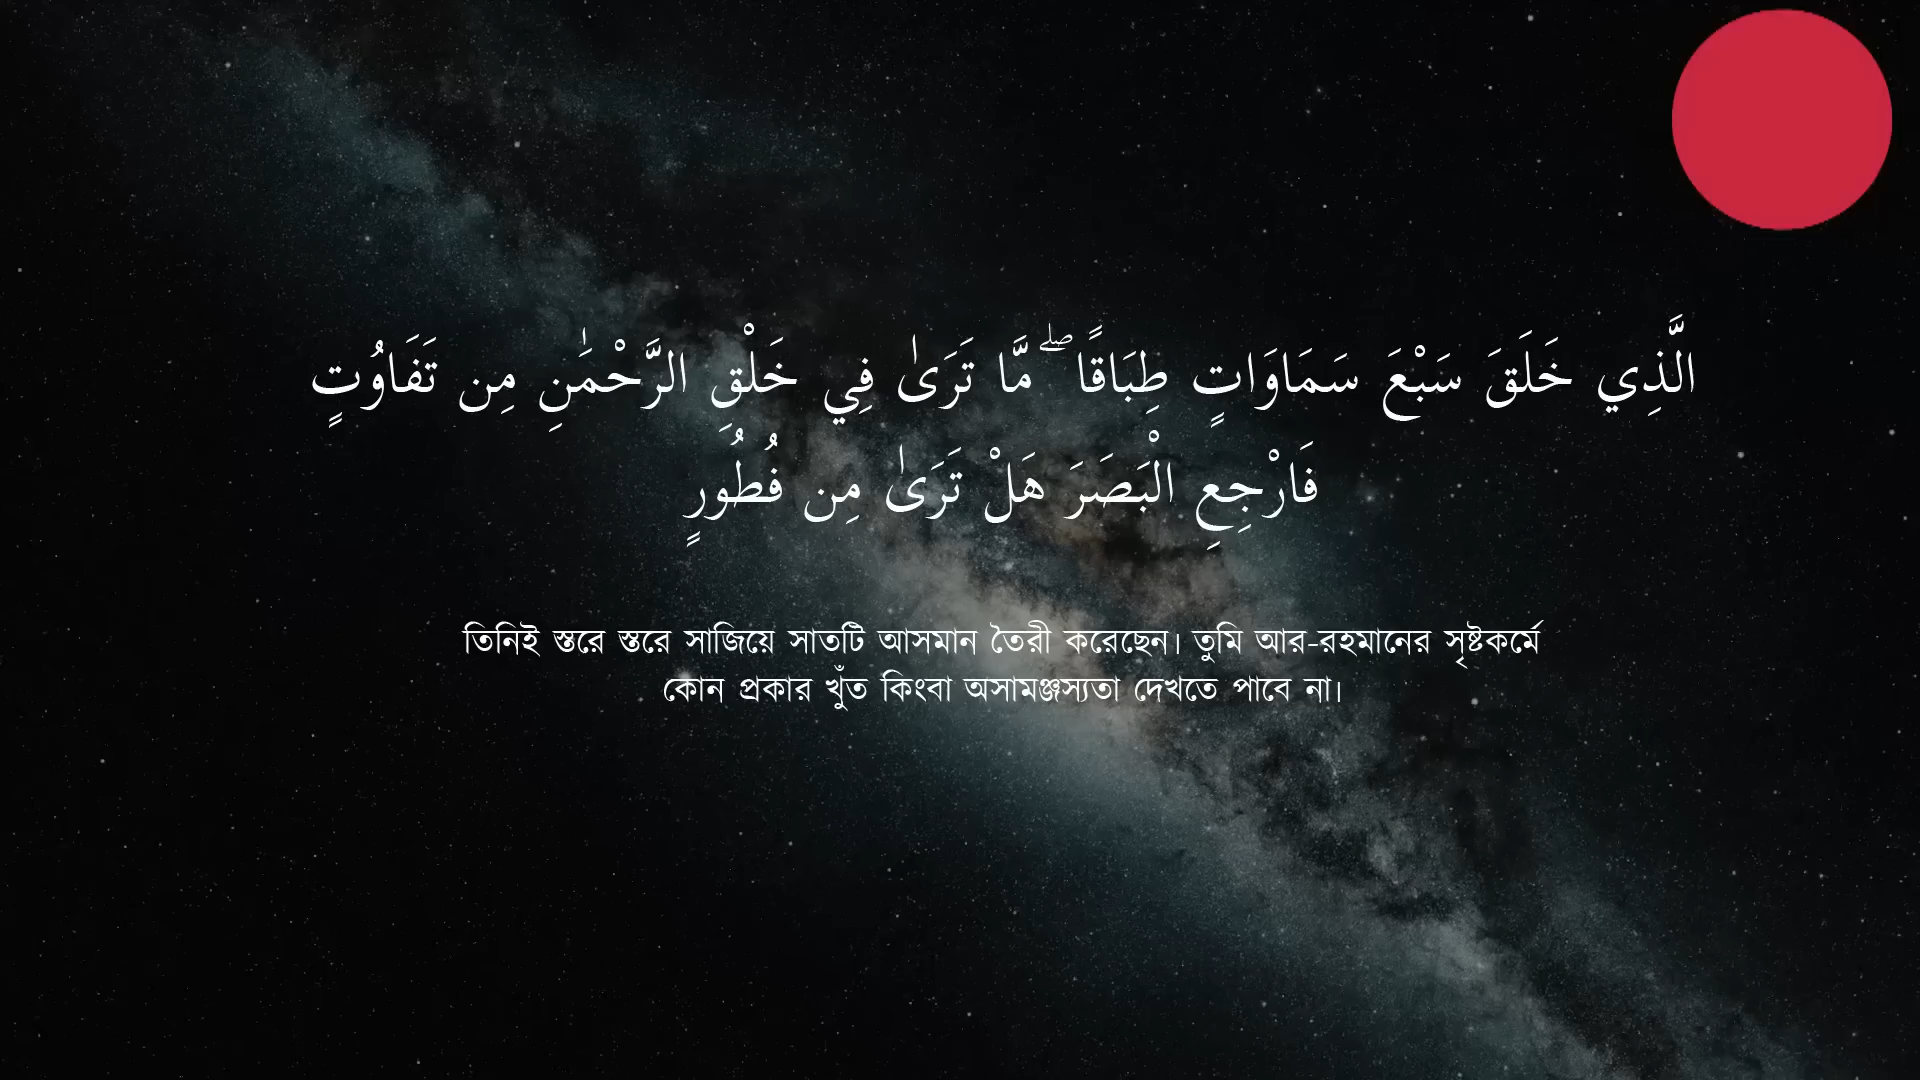 الَّذِي خَلَقَ سَبْعَ سَمَاوَاتٍ طِبَاقًا ۖ مَّا تَرَىٰ فِي خَلْقِ الرَّحْمَٰنِ مِن تَفَاوُتٍ
فَارْجِعِ الْبَصَرَ هَلْ تَرَىٰ مِن فُطُورٍ
তিনিই স্তরে স্তরে সাজিয়ে সাতটি আসমান তৈরী করেছেন। তুমি আর-রহমানের সৃষ্টকর্মে
কোন প্রকার খুঁত কিংবা অসামঞ্জস্যতা দেখতে পাবে না।